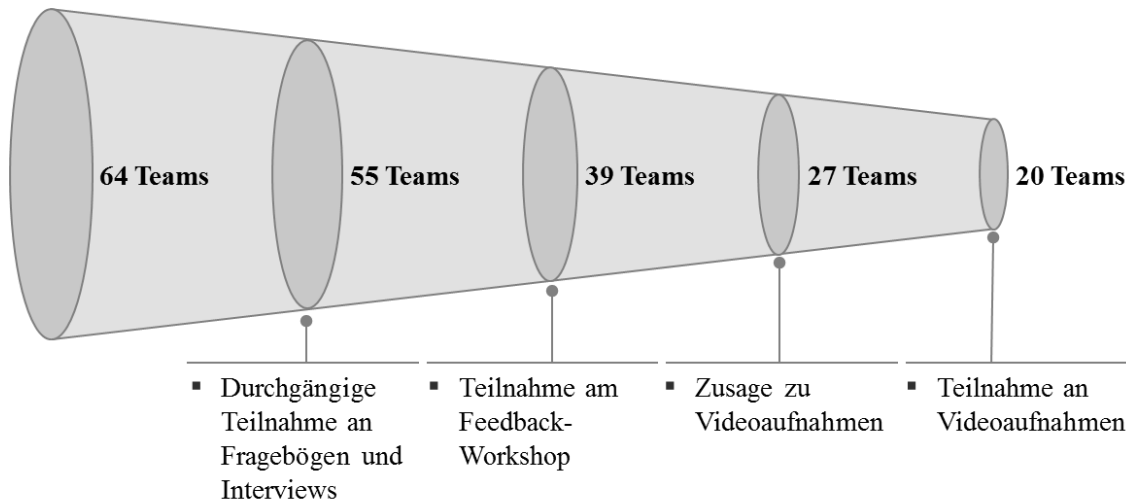 64 Teams
55 Teams
39 Teams
27 Teams
20 Teams
▪ Durchgängige
Teilnahme an
Fragebögen und
Interviews
▪ Teilnahme am
Feedback-
Workshop
▪ Zusage zu
Videoaufnahmen
▪ Teilnahme an
Videoaufnahmen